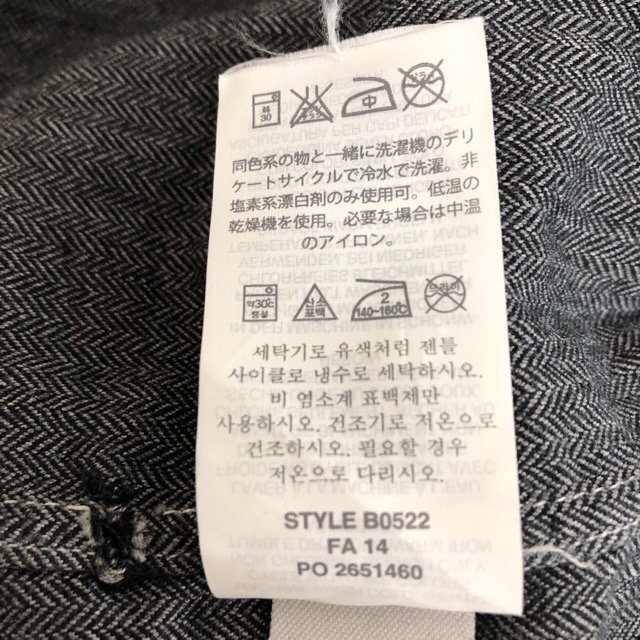 同色系の物と一緒に洗濯機のデリ
ケートサイクルで冷水で洗濯。非
塩素系漂白剤のみ使用可。低温の
乾燥機を使用。必要な場合は中温
のアイロン。
약30℃
중성
2
140-160℃
세탁기로 유색처럼 젠틀
사이클로 냉수로 세탁하십시오.
비 염소계 표백제만
사용하십시오. 건조기로 저온으로
건조하십시오. 필요할 경우
저온으로 다리십시오.
STYLE B0522
FA 14
PO 2651460